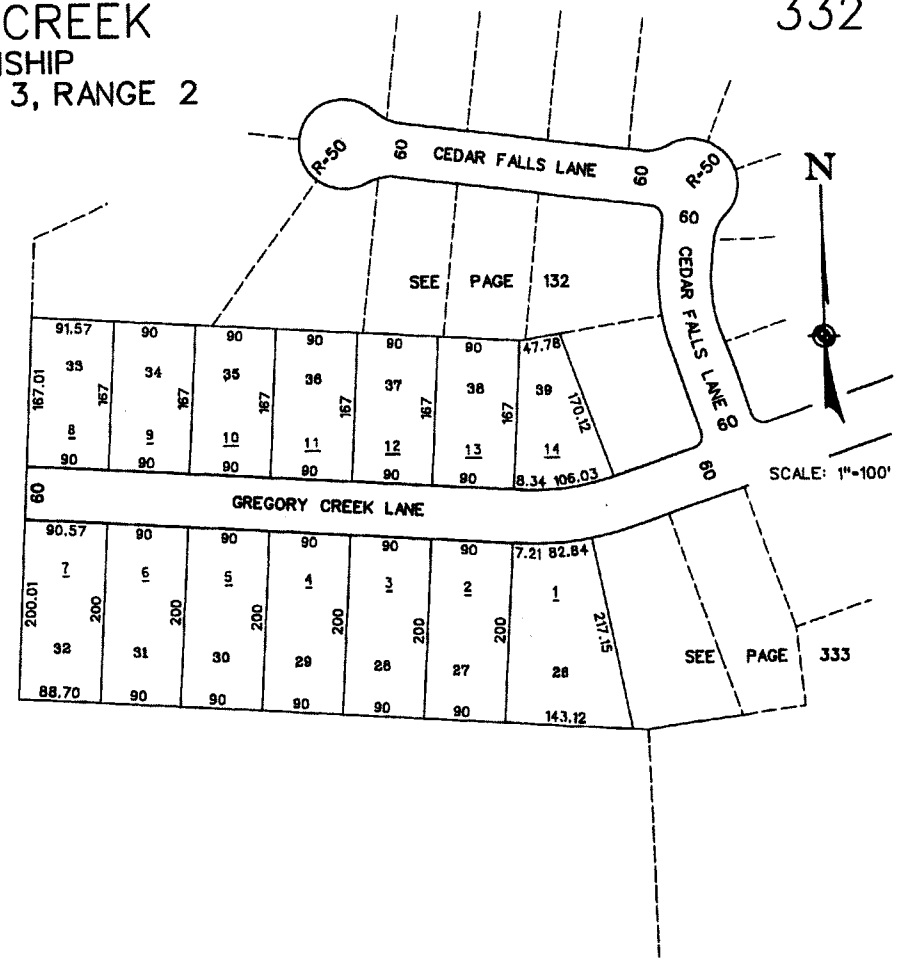 CREEK
332
NSHIP
3, RANGE 2
R=50
60
CEDAR FALLS LANE
60
R=50
N
60
CEDAR FALLS LANE
60
SEE PAGE 132
91.57 90 90 90 90 90 47.78
33 34 35 36 37 38 39
167.01 167 167 167 167 167 167 170.12
8 9 10 11 12 13 14
90 90 90 90 90 90 8.34 106.03
60
GREGORY CREEK LANE
60
SCALE: 1"=100'
90.57 90 90 90 90 90 7.21 82.84
7 6 5 4 3 2 1
200.01 200 200 200 200 200 200 217.15
32 31 30 29 28 27 26
88.70 90 90 90 90 90 143.12
SEE PAGE 333